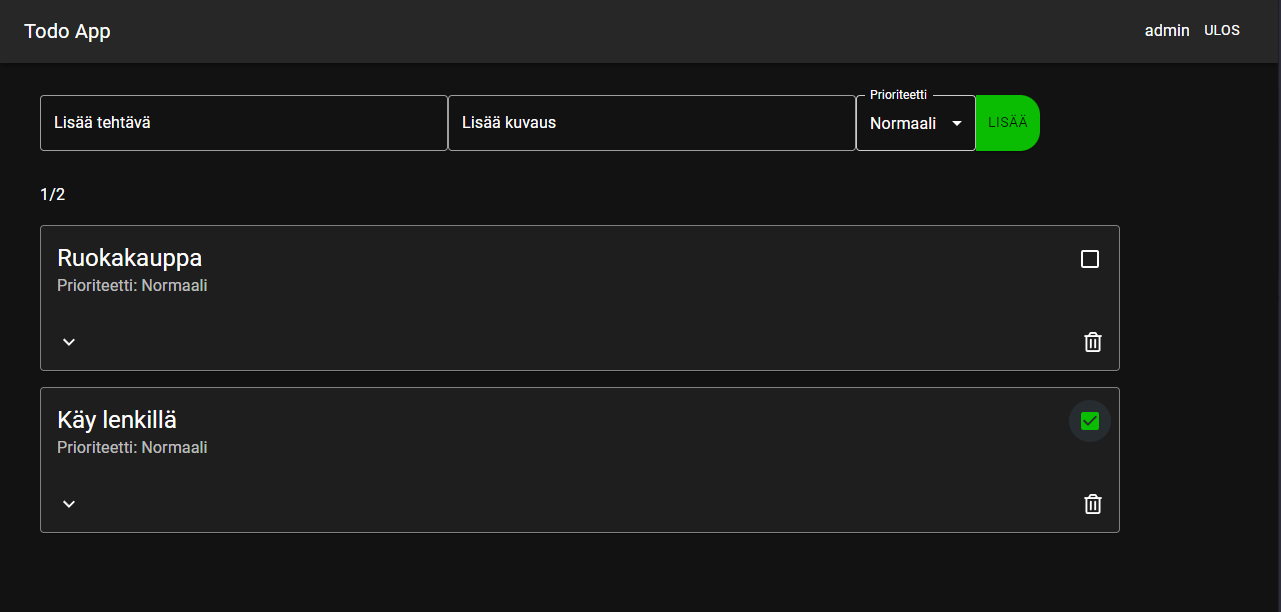 Todo App
admin ULOS
Prioriteetti
Lisää tehtävä Lisää kuvaus Normaali LISÄÄ
1/2
Ruokakauppa
Prioriteetti: Normaali
Käy lenkillä
Prioriteetti: Normaali